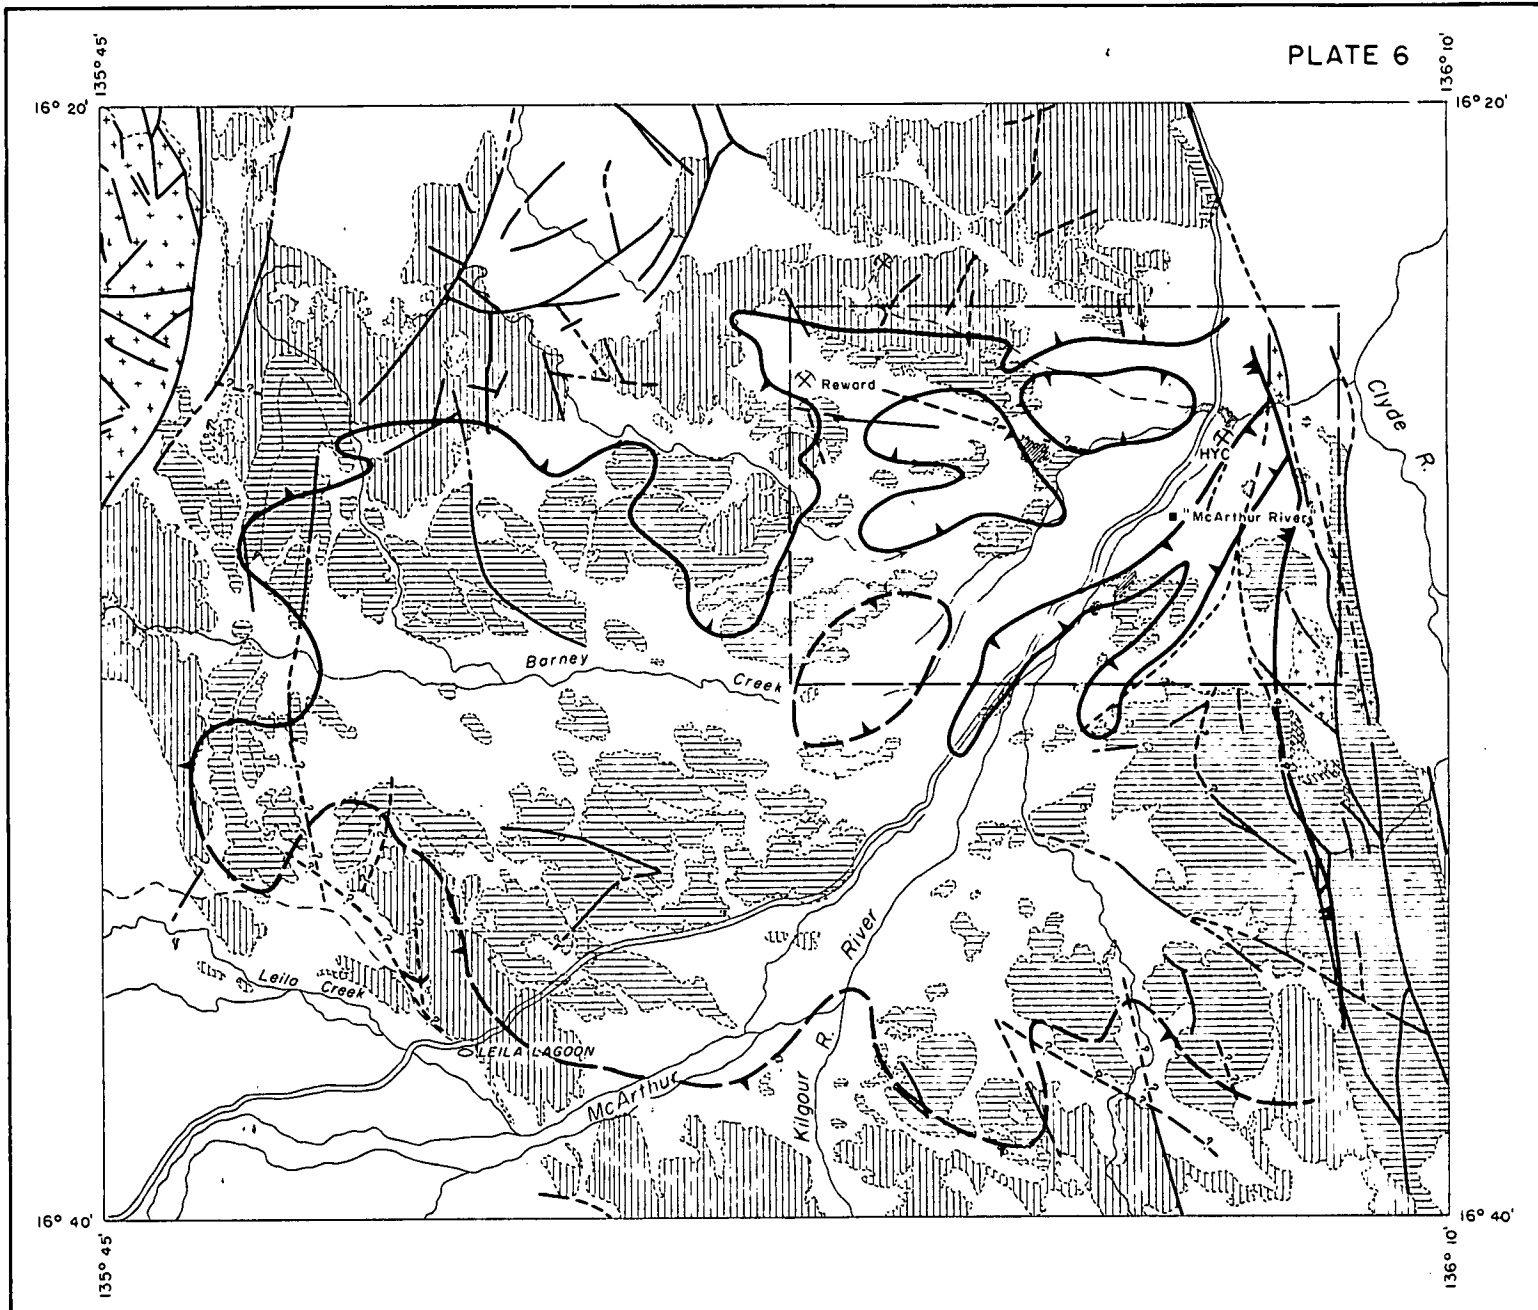 PLATE 6
135° 45'
136° 10'
16° 20'
16° 20'
Reward
Clyde
R.
HYC
"McArthur River"
Barney
Creek
River
Leila Creek
LEILA LAGOON
McArthur
Kilgour
R.
16° 40'
16° 40'
135° 45'
136° 10'